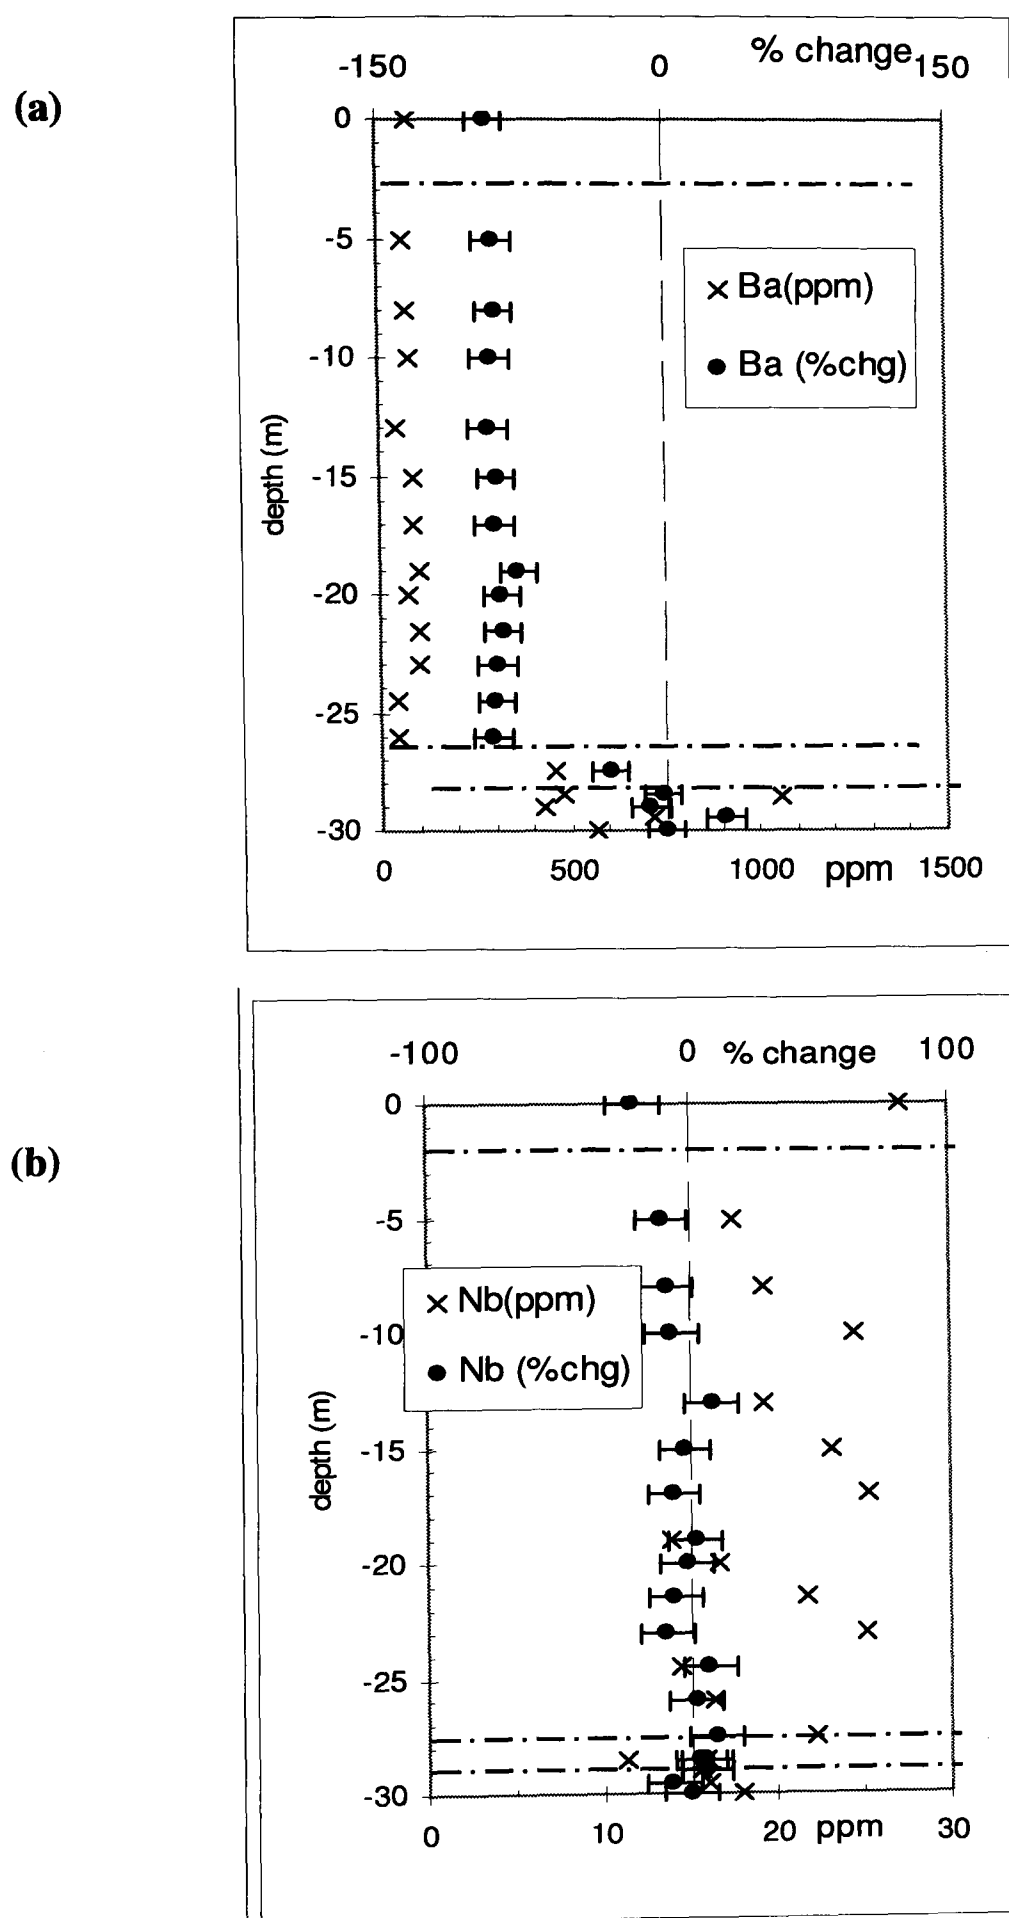 (a)
-150 0 % change 150
0
-5
-10
-15
-20
-25
-30
depth (m)
× Ba(ppm)
● Ba (%chg)
0 500 1000 ppm 1500
(b)
-100 0 % change 100
0
-5
-10
-15
-20
-25
-30
depth (m)
× Nb(ppm)
● Nb (%chg)
0 10 20 ppm 30